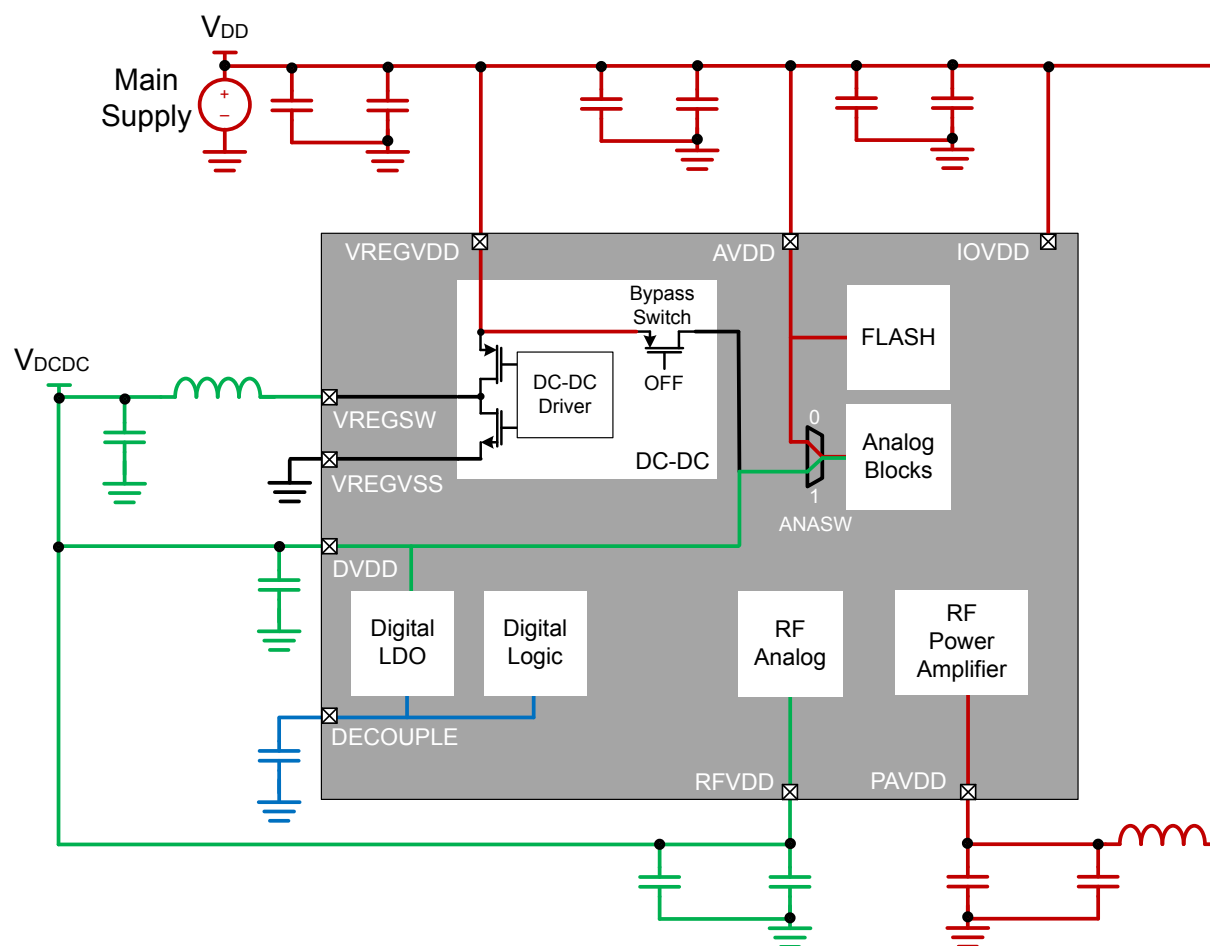 VDD
Main
Supply
+
–
VREGVDD
AVDD
IOVDD
Bypass
Switch
FLASH
VDCDC
OFF
DC-DC
Driver
VREGSW
0
Analog
Blocks
DC-DC
VREGVSS
1
ANASW
DVDD
Digital
LDO
Digital
Logic
RF
Analog
RF
Power
Amplifier
DECOUPLE
RFVDD
PAVDD